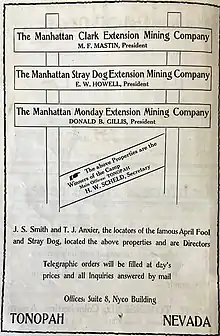 The Manhattan Clark Extension Mining Company
M. F. MASTIN, President
The Manhattan Stray Dog Extension Mining Company
E. W. HOWELL, President
The Manhattan Monday Extension Mining Company
DONALD B. GILLIS, President
The above Properties are the
Winners of the Camp
Main Offices TONOPAH
H. W. SCHELD, Secretary
J. S. Smith and T. J. Anxier, the locators of the famous April Fool
and Stray Dog, located the above properties and are Directors
Telegraphic orders will be filled at day's
prices and all Inquiries answered by mail
Offices: Suite 8, Nyco Building
TONOPAH NEVADA